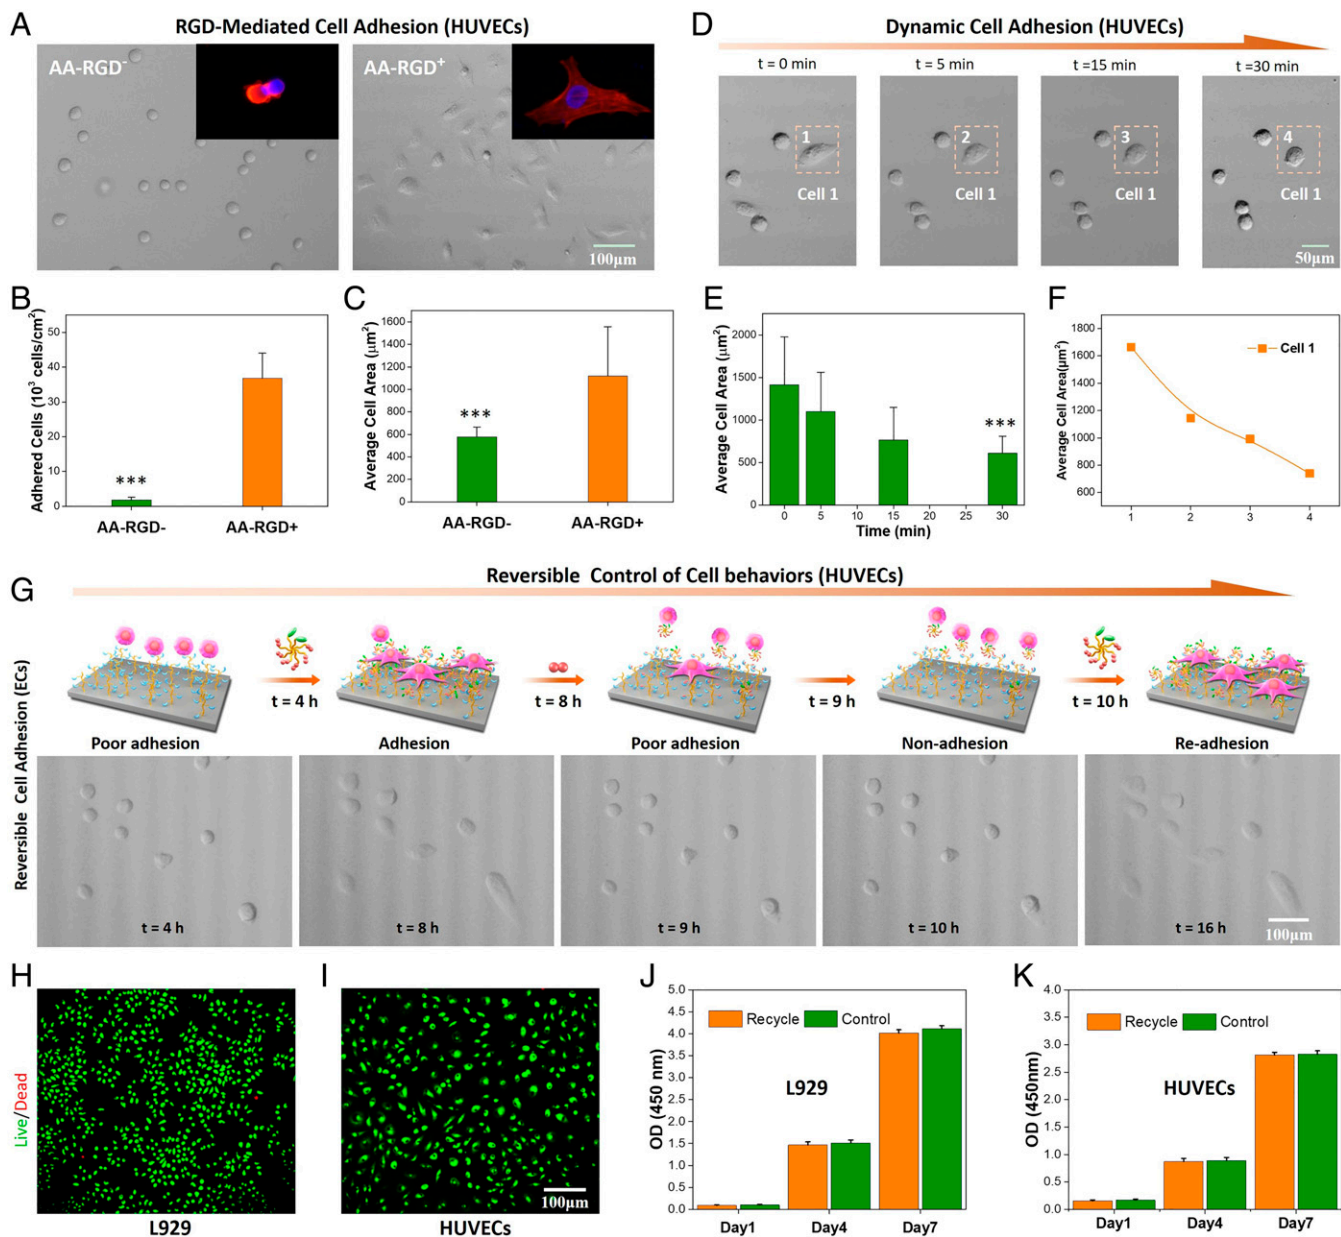 A
RGD-Mediated Cell Adhesion (HUVECs)
AA-RGD⁻
AA-RGD⁺
100μm
D
Dynamic Cell Adhesion (HUVECs)
t = 0 min
t = 5 min
t =15 min
t =30 min
1
2
3
4
Cell 1
Cell 1
Cell 1
Cell 1
50μm
B
Adhered Cells (10³ cells/cm²)
50
40
30
20
10
0
***
AA-RGD-
AA-RGD+
C
Average Cell Area (μm²)
1600
1400
1200
1000
800
600
400
200
0
***
AA-RGD-
AA-RGD+
E
Average Cell Area (μm²)
2000
1500
1000
500
0
***
0 5 10 15 20 25 30
Time (min)
F
Average Cell Area(μm²)
1800
1600
1400
1200
1000
800
600
Cell 1
1 2 3 4
G
Reversible Control of Cell behaviors (HUVECs)
Reversible Cell Adhesion (ECs)
t = 4 h
t = 8 h
t = 9 h
t = 10 h
Poor adhesion
Adhesion
Poor adhesion
Non-adhesion
Re-adhesion
t = 4 h
t = 8 h
t = 9 h
t = 10 h
t = 16 h
100μm
H
Live/Dead
L929
I
100μm
HUVECs
J
OD (450 nm)
5.0
4.5
4.0
3.5
3.0
2.5
2.0
1.5
1.0
0.5
0.0
Recycle
Control
L929
Day1
Day4
Day7
K
OD (450nm)
4.0
3.5
3.0
2.5
2.0
1.5
1.0
0.5
0.0
Recycle
Control
HUVECs
Day1
Day4
Day7